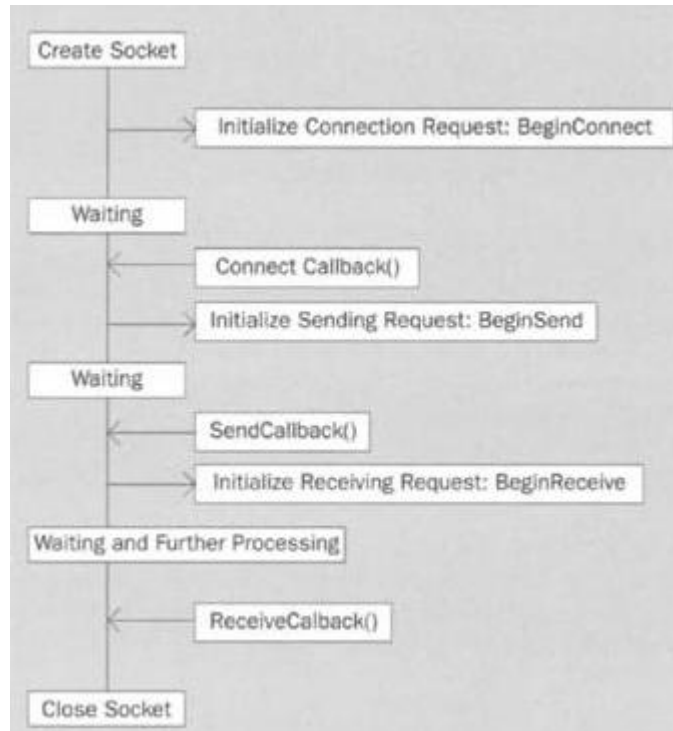 Create Socket
Initialize Connection Request: BeginConnect
Waiting
Connect Callback()
Initialize Sending Request: BeginSend
Waiting
SendCallback()
Initialize Receiving Request: BeginReceive
Waiting and Further Processing
ReceiveCalback()
Close Socket